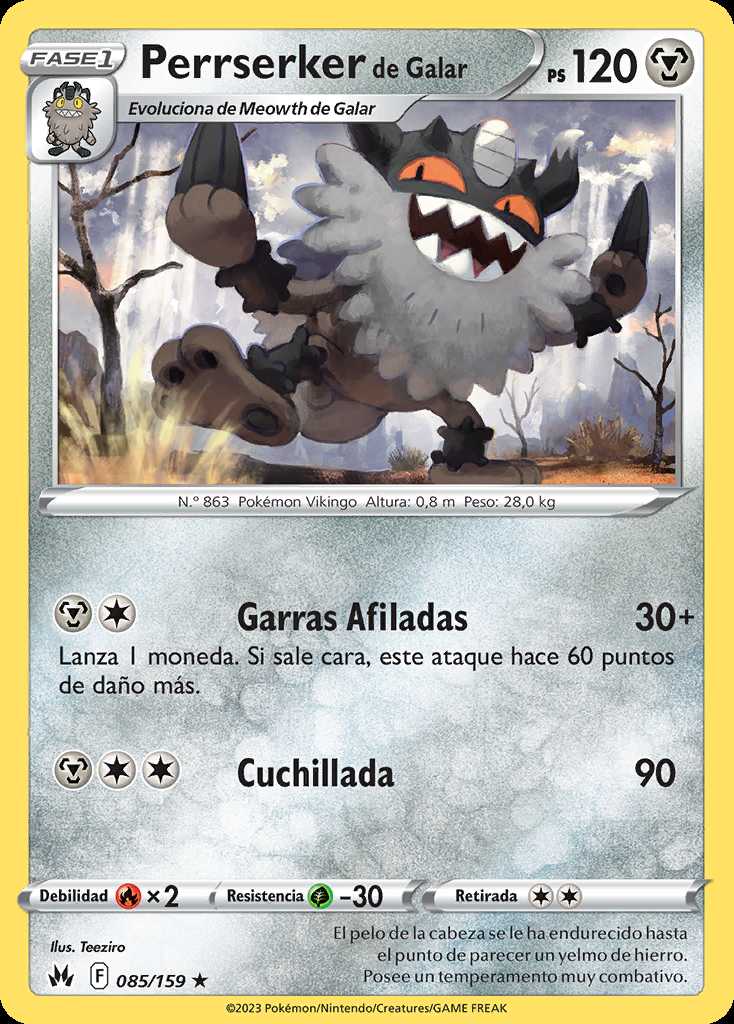 FASE 1
Perrserker de Galar
PS 120
Evoluciona de Meowth de Galar
N.º 863 Pokémon Vikingo Altura: 0,8 m Peso: 28,0 kg
Garras Afiladas 30+
Lanza 1 moneda. Si sale cara, este ataque hace 60 puntos
de daño más.
Cuchillada 90
Debilidad ×2 Resistencia -30 Retirada
Ilus. Teeziro
F 085/159 ★
El pelo de la cabeza se le ha endurecido hasta
el punto de parecer un yelmo de hierro.
Posee un temperamento muy combativo.
©2023 Pokémon/Nintendo/Creatures/GAME FREAK